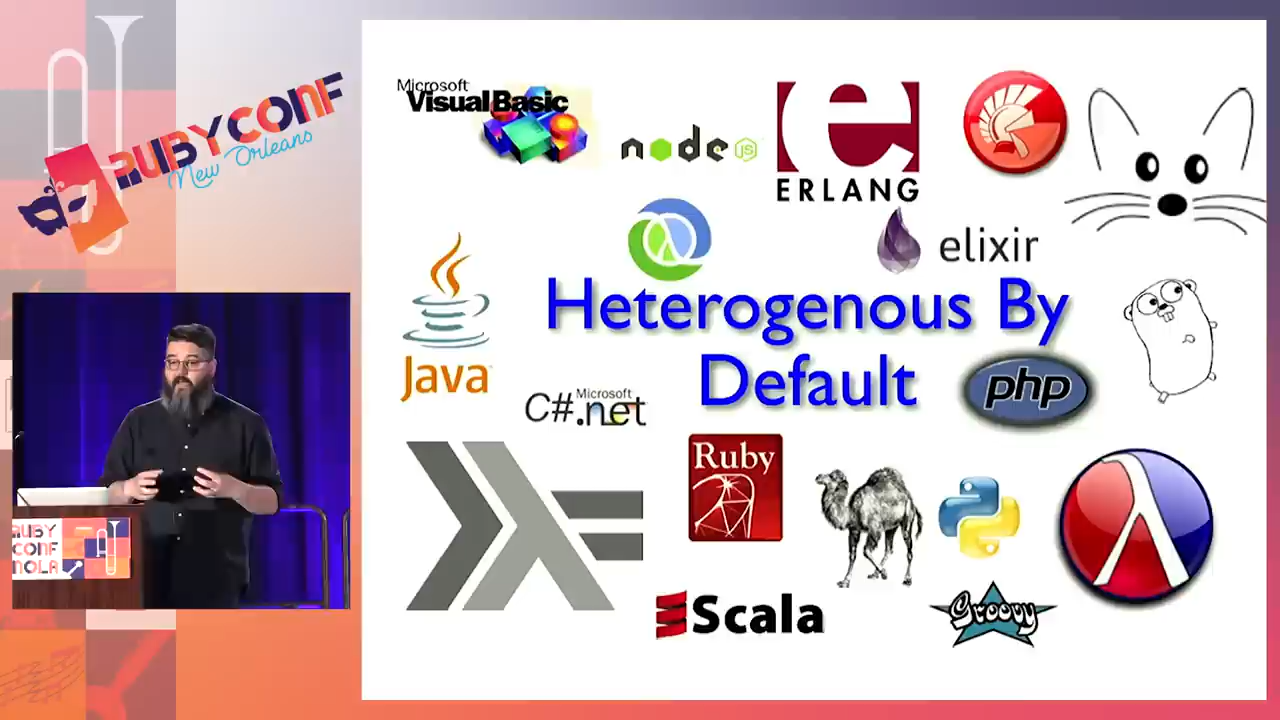 RUBYCONF
New Orleans
RUBY
CONF
NOLA
Microsoft
Visual Basic
node
JS
e
ERLANG
elixir
Java
Heterogenous By
Default
Microsoft
C#.net
php
Ruby
λ
Scala
Groovy